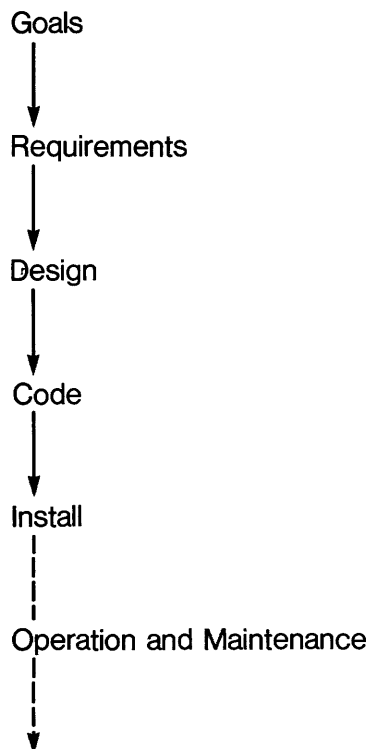 Goals
Requirements
Design
Code
Install
Operation and Maintenance